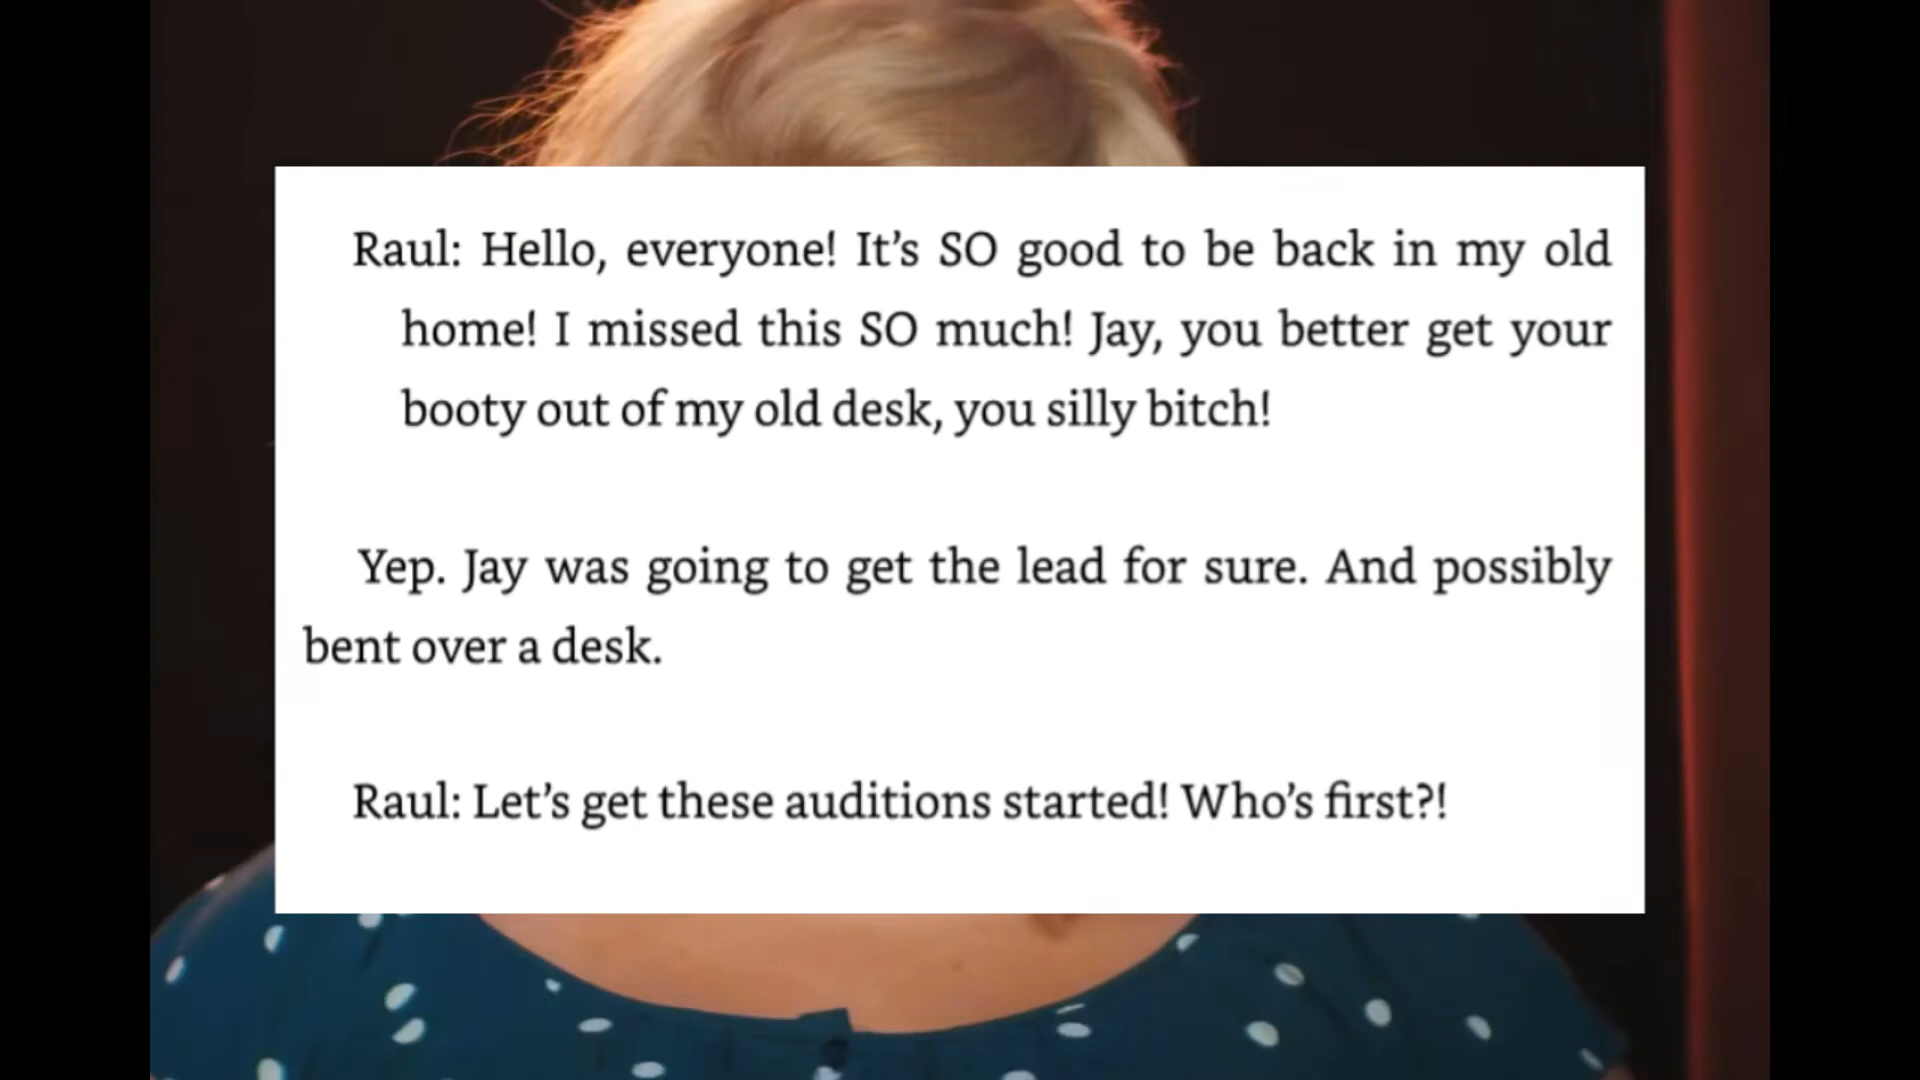 Raul: Hello, everyone! It’s SO good to be back in my old
home! I missed this SO much! Jay, you better get your
booty out of my old desk, you silly bitch!
Yep. Jay was going to get the lead for sure. And possibly
bent over a desk.
Raul: Let’s get these auditions started! Who’s first?!